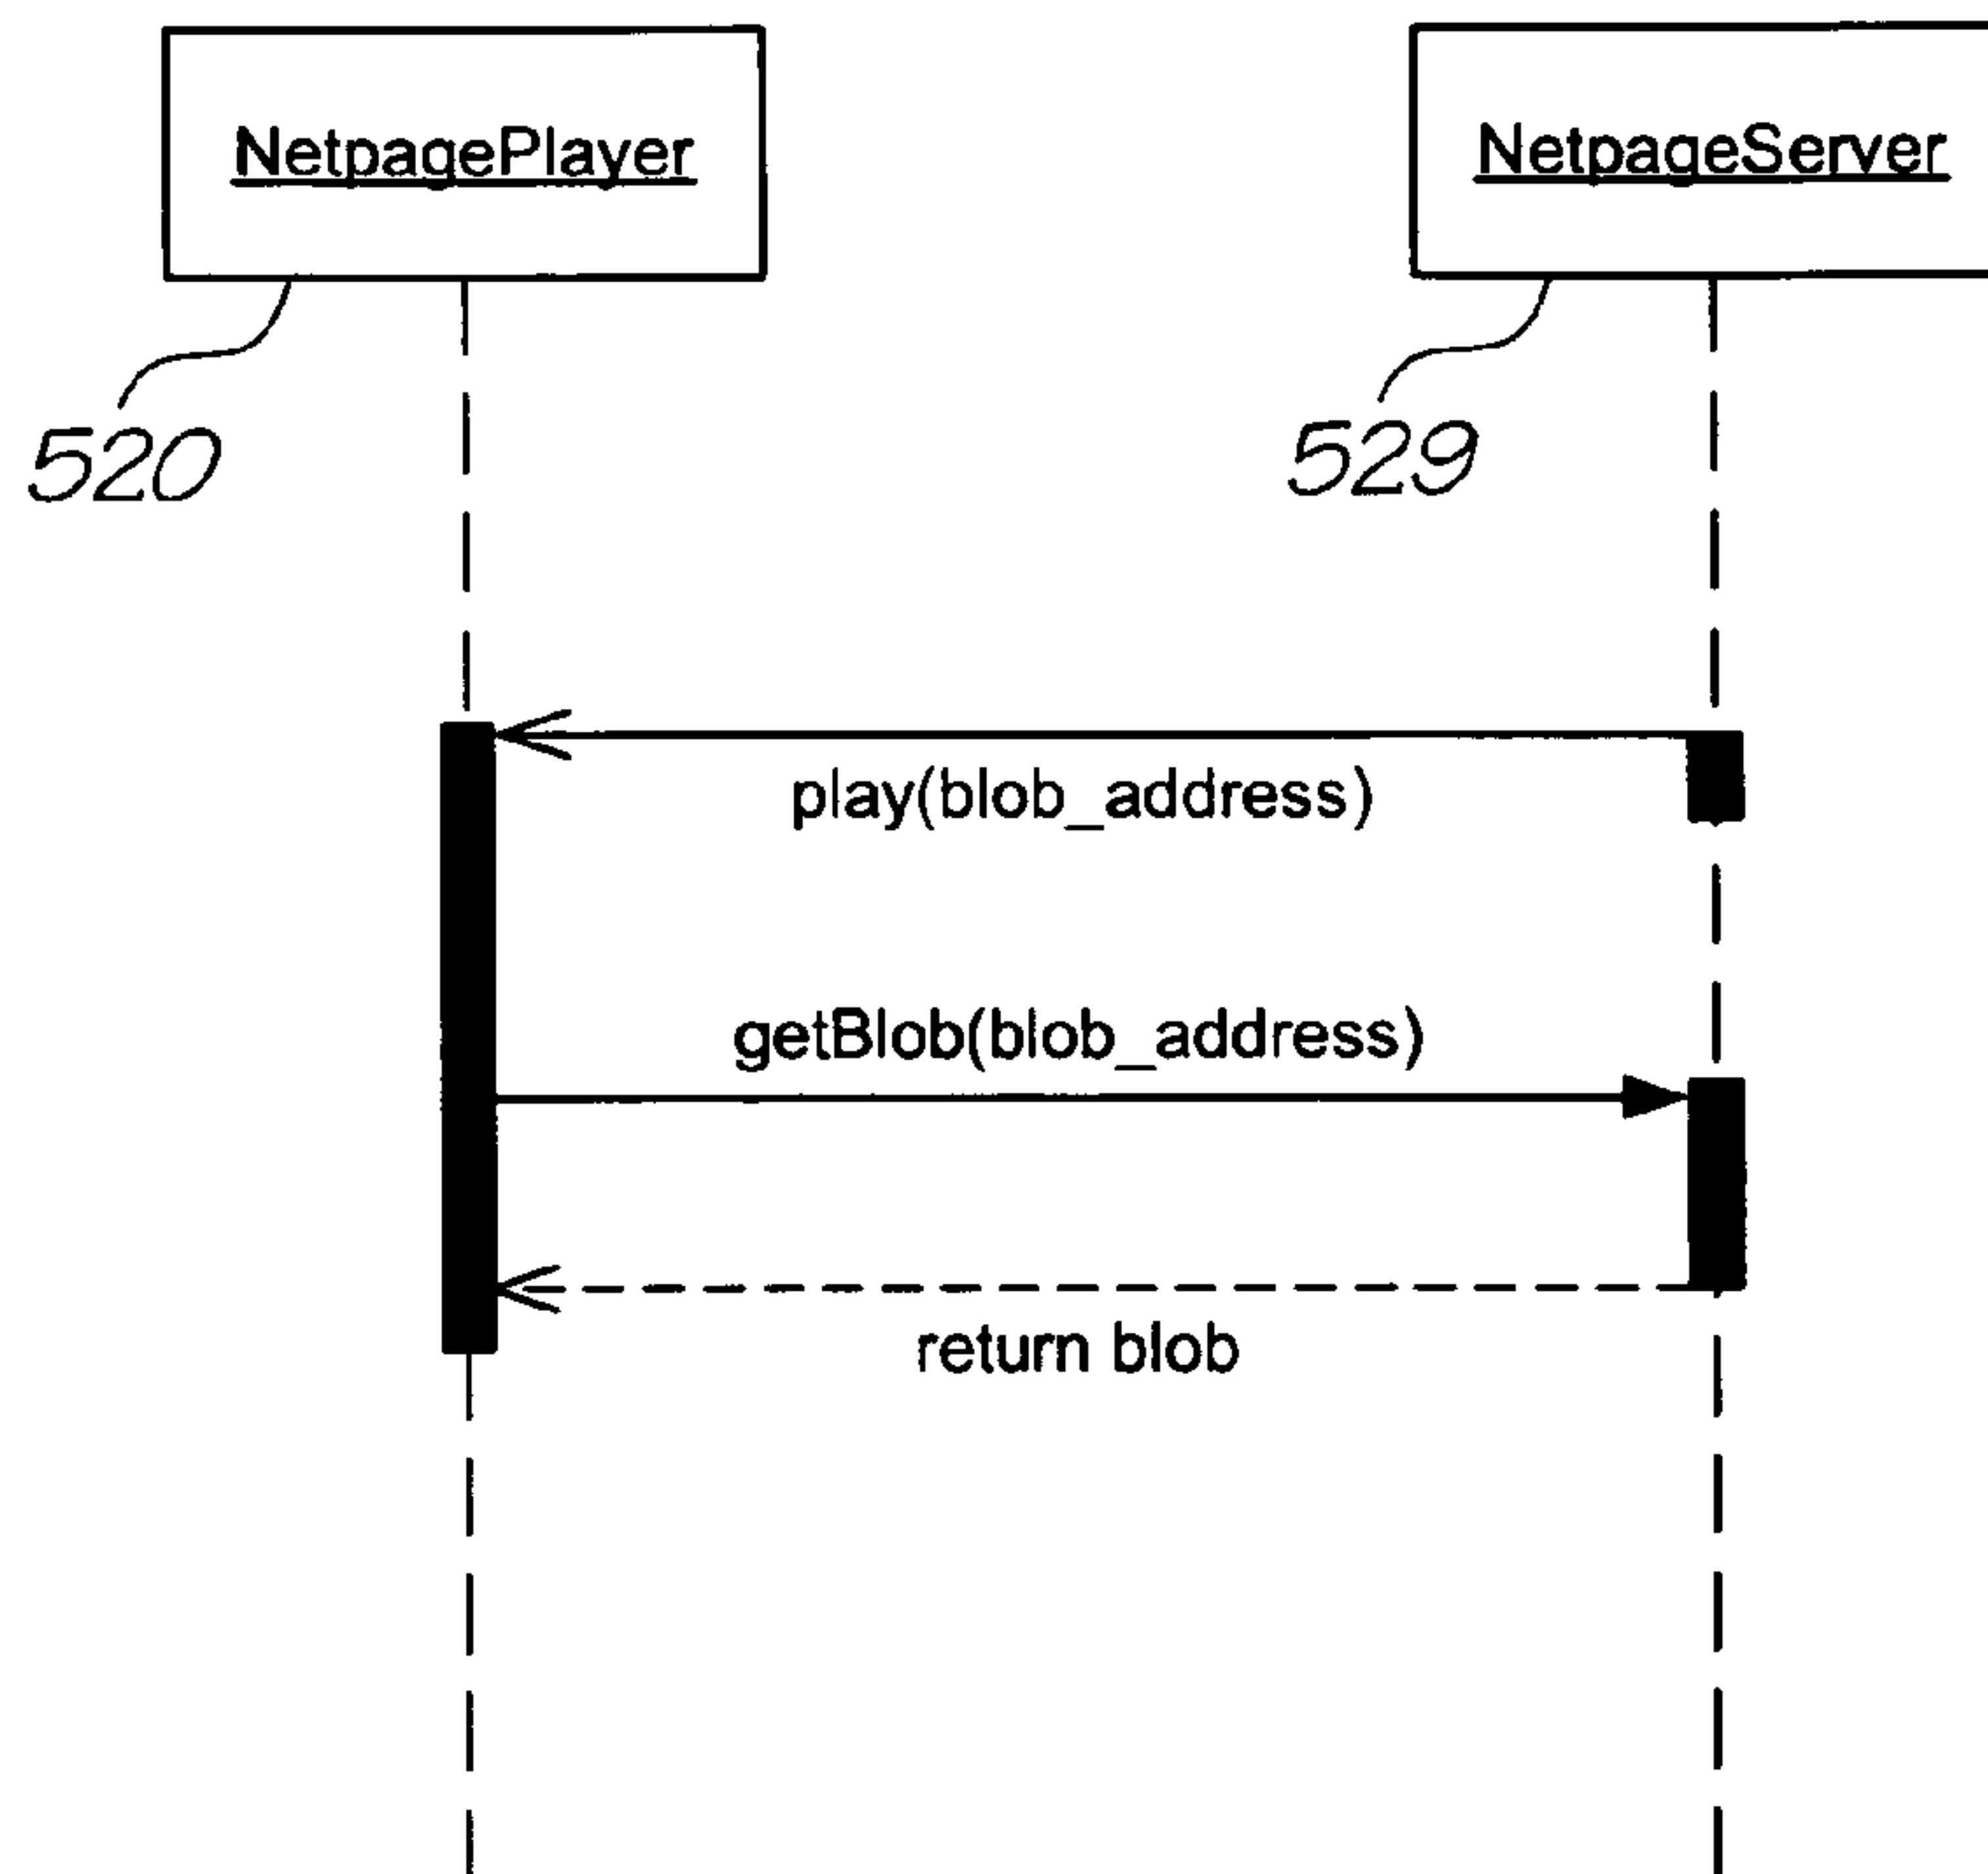 NetpagePlayer
NetpageServer
520
529
play(blob_address)
getBlob(blob_address)
return blob